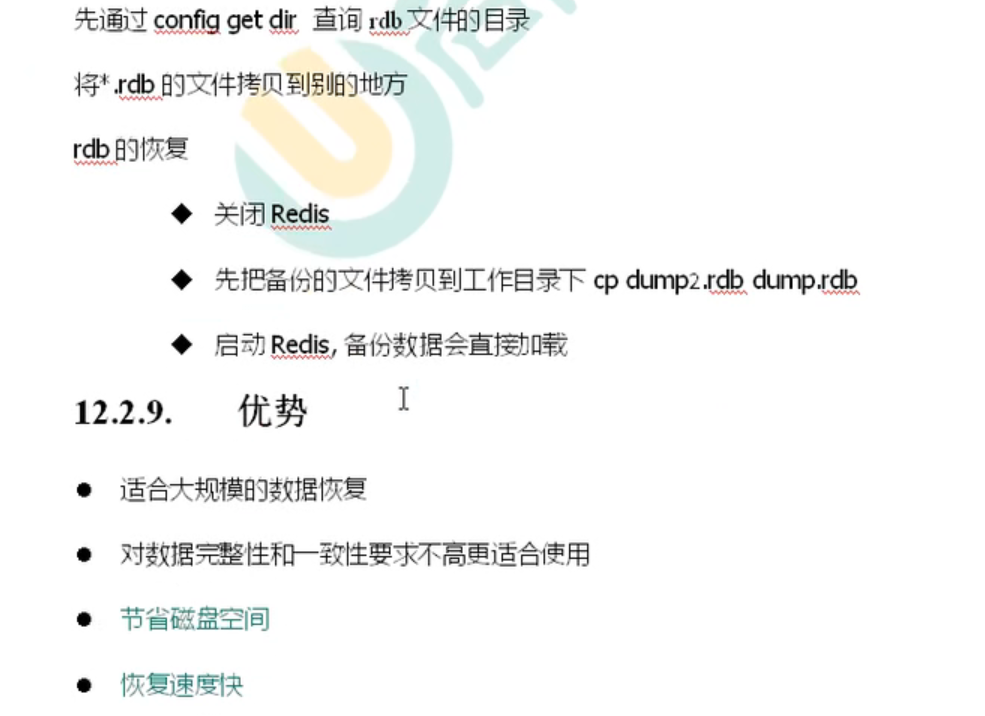 先通过 config get dir 查询 rdb 文件的目录
将*.rdb 的文件拷贝到别的地方
rdb 的恢复
◆ 关闭 Redis
◆ 先把备份的文件拷贝到工作目录下 cp dump2.rdb dump.rdb
◆ 启动 Redis, 备份数据会直接加载
12.2.9. 优势
● 适合大规模的数据恢复
● 对数据完整性和一致性要求不高更适合使用
● 节省磁盘空间
● 恢复速度快